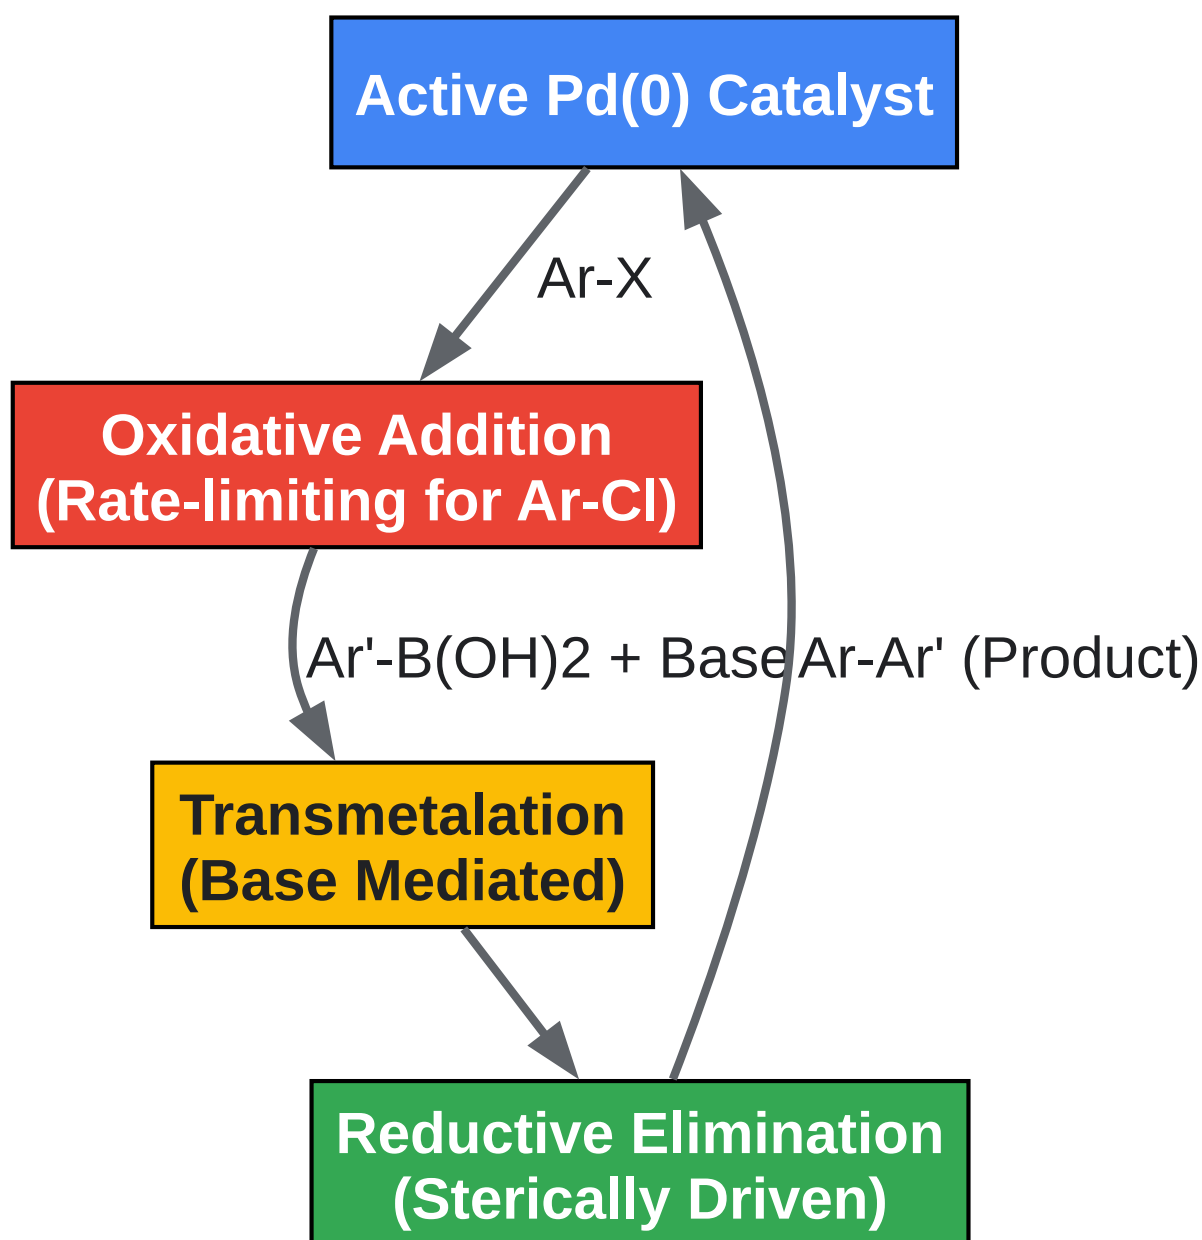 Active Pd(0) Catalyst
Ar-X
Oxidative Addition
(Rate-limiting for Ar-Cl)
Ar'-B(OH)2 + Base
Ar-Ar' (Product)
Transmetalation
(Base Mediated)
Reductive Elimination
(Sterically Driven)